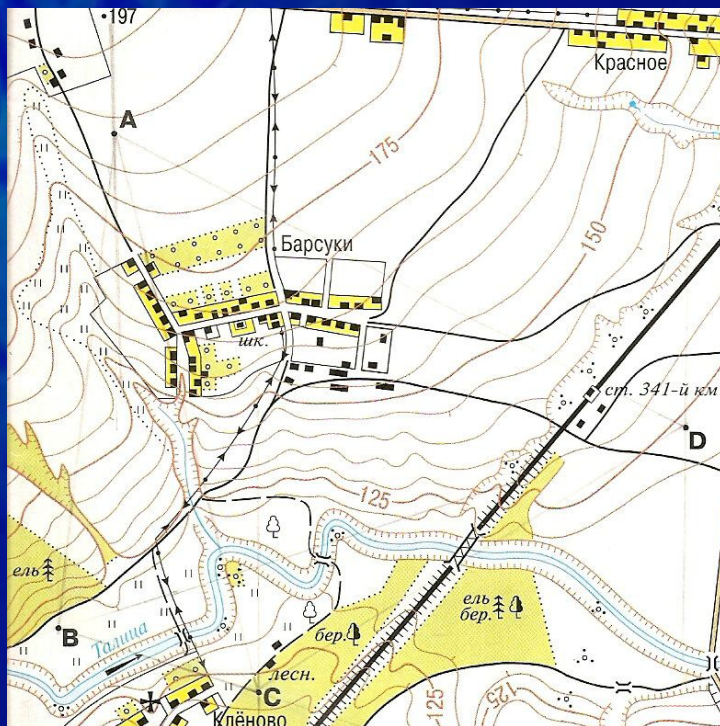 197
Красное
А
175
150
Барсуки
шк.
ст. 341-й км
D
125
ель
ель
бер.
В
Талица
бер.
лесн.
С
Клёново
125
125